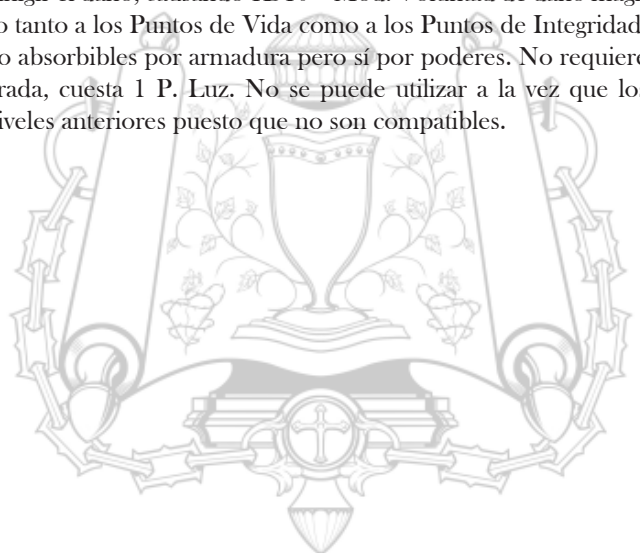 o tanto a los Puntos de Vida como a los Puntos de Integridad
o absorbibles por armadura pero sí por poderes. No requiere
rada, cuesta 1 P. Luz. No se puede utilizar a la vez que los
iveles anteriores puesto que no son compatibles.